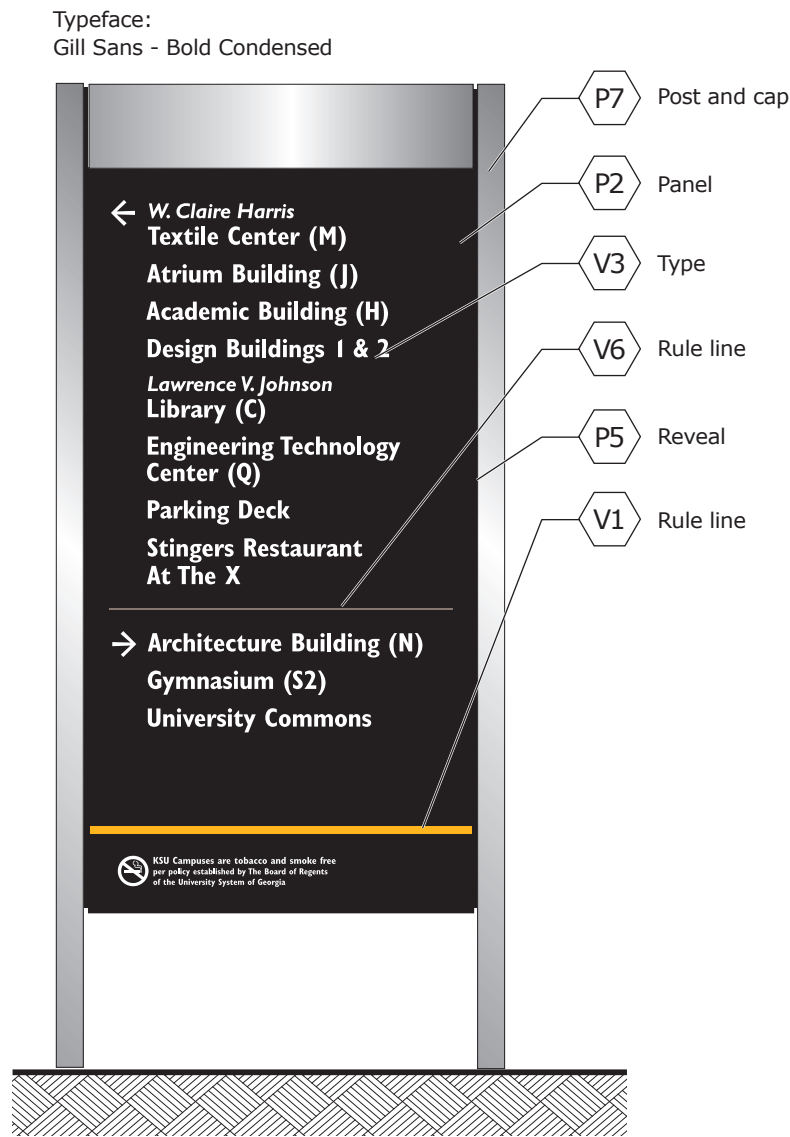 Typeface:
Gill Sans - Bold Condensed
P7 Post and cap
P2 Panel
V3 Type
V6 Rule line
P5 Reveal
V1 Rule line
← W. Claire Harris
Textile Center (M)
Atrium Building (J)
Academic Building (H)
Design Buildings 1 & 2
Lawrence V. Johnson
Library (C)
Engineering Technology
Center (Q)
Parking Deck
Stingers Restaurant
At The X
→ Architecture Building (N)
Gymnasium (S2)
University Commons
KSU Campuses are tobacco and smoke free
per policy established by The Board of Regents
of the University System of Georgia